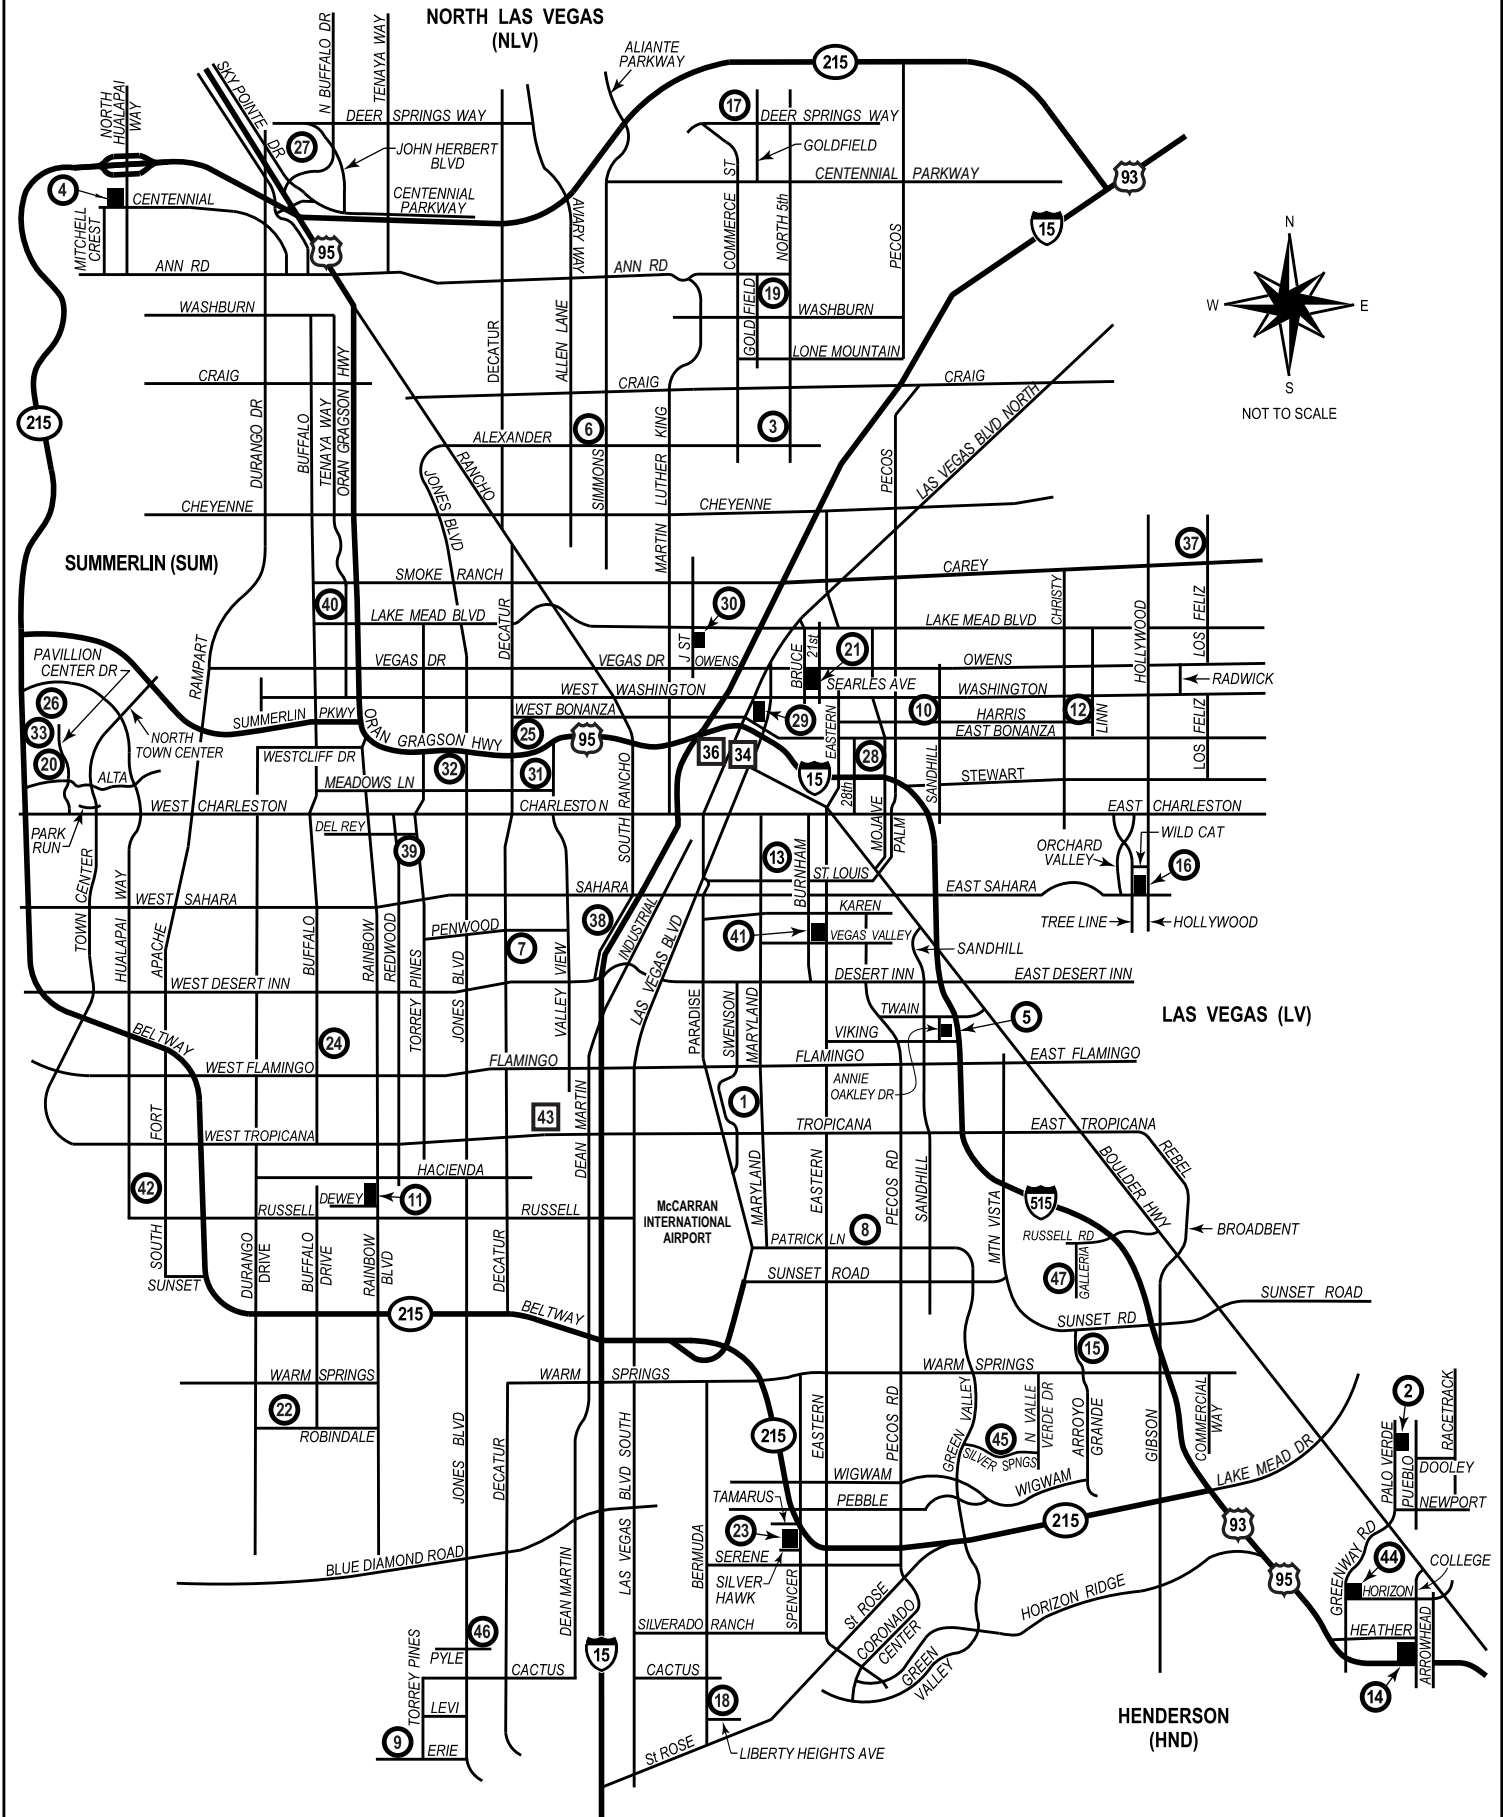 NORTH LAS VEGAS
(NLV)
N BUFFALO DR
TENAYA WAY
SKY POINTE DR
ALIANTE
PARKWAY
215
NORTH
HUALAPAI
WAY
17
DEER SPRINGS WAY
DEER SPRINGS WAY
27
JOHN HERBERT
BLVD
GOLDFIELD
ST
CENTENNIAL PARKWAY
93
4
CENTENNIAL
CENTENNIAL
PARKWAY
MITCHELL
CREST
AVIARY WAY
COMMERCE
NORTH 5th
PECOS
15
N
95
ANN RD
ANN RD
19
W
E
WASHBURN
WASHBURN
GOLD FIELD
ALLEN LANE
DECATUR
LONE MOUNTAIN
S
NOT TO SCALE
CRAIG
CRAIG
CRAIG
215
DURANGO DR
BUFFALO
TENAYA WAY
ORAN GRAGSON HWY
6
3
ALEXANDER
KING
LUTHER
MARTIN
RANCHO
JONES BLVD
SIMMONS
PECOS
LAS VEGAS BLVD NORTH
CHEYENNE
CHEYENNE
37
SUMMERLIN (SUM)
SMOKE RANCH
CAREY
CHRISTY
HOLLYWOOD
LOS FELIZ
40
30
LAKE MEAD BLVD
LAKE MEAD BLVD
DECATUR
RAMPART
J ST
BRUCE
21st
21
PAVILLION
CENTER DR
VEGAS DR
VEGAS DR
OWENS
OWENS
RADWICK
SEARLES AVE
26
WEST WASHINGTON
WASHINGTON
10
12
LINN
LOS FELIZ
33
SUMMERLIN PKWY
WEST BONANZA
29
HARRIS
EAST BONANZA
NORTH
TOWN CENTER
ORAN GRAGSON HWY
25
95
36
34
EASTERN
28
SANDHILL
20
WESTCLIFF DR
32
31
15
STEWART
ALTA
MEADOWS LN
28th
MOJAVE
PALM
SOUTH RANCHO
WEST CHARLESTON
CHARLESTON
EAST CHARLESTON
PARK
RUN
DEL REY
39
WILD CAT
ORCHARD
VALLEY
13
BURNHAM
16
TOWN CENTER
HUALAPAI WAY
ST. LOUIS
SAHARA
EAST SAHARA
WEST SAHARA
KAREN
38
INDUSTRIAL
TREE LINE
HOLLYWOOD
FORT APACHE
BUFFALO
RAINBOW
REDWOOD
PENWOOD
7
41
VEGAS VALLEY
SANDHILL
TORREY PINES
JONES BLVD
VALLEY VIEW
LAS VEGAS BLVD
WEST DESERT INN
DESERT INN
EAST DESERT INN
PARADISE
SWENSON
MARYLAND
TWAIN
5
LAS VEGAS (LV)
BELTWAY
24
VIKING
FLAMINGO
FLAMINGO
EAST FLAMINGO
WEST FLAMINGO
ANNIE
OAKLEY DR
43
DEAN MARTIN
1
WEST TROPICANA
TROPICANA
EAST TROPICANA
REBEL
BOULDER HWY
HACIENDA
42
DEWEY
11
McCARRAN
INTERNATIONAL
AIRPORT
MARYLAND
EASTERN
PECOS RD
SANDHILL
MTN VISTA
515
RUSSELL
RUSSELL
8
BROADBENT
SOUTH
PATRICK LN
RUSSELL RD
SUNSET
DURANGO
DRIVE
BUFFALO
DRIVE
RAINBOW
BLVD
DECATUR
SUNSET ROAD
47
GALLERIA
SUNSET ROAD
215
BELTWAY
SUNSET RD
15
WARM SPRINGS
WARM SPRINGS
WARM SPRINGS
22
ROBINDALE
JONES BLVD
DECATUR
LAS VEGAS BLVD SOUTH
215
EASTERN
PECOS RD
GREEN VALLEY
45
SILVER SPNGS
N VALLE
VERDE DR
ARROYO
GRANDE
GIBSON
COMMERCIAL
WAY
2
PALO VERDE
PUEBLO
RACETRACK
DOOLEY
NEWPORT
LAKE MEAD DR
WIGWAM
WIGWAM
PEBBLE
TAMARUS
23
215
93
BERMUDA
SERENE
SILVER
HAWK
SPENCER
GREENWAY RD
44
COLLEGE
BLUE DIAMOND ROAD
95
HORIZON
DEAN MARTIN
St ROSE
CORONADO
CENTER
HORIZON RIDGE
SILVERADO RANCH
HEATHER
ARROWHEAD
46
PYLE
15
GREEN
VALLEY
TORREY PINES
CACTUS
CACTUS
14
LEVI
18
HENDERSON
(HND)
9
ERIE
St ROSE
LIBERTY HEIGHTS AVE